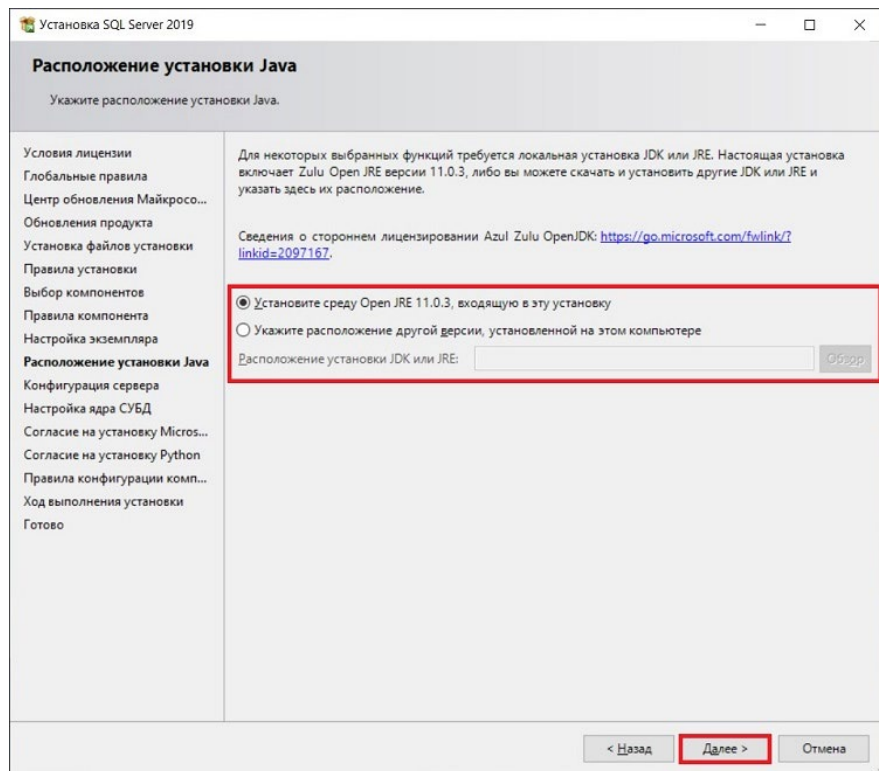 Установка SQL Server 2019
Расположение установки Java
Укажите расположение установки Java.
Условия лицензии
Глобальные правила
Центр обновления Майкросо...
Обновления продукта
Установка файлов установки
Правила установки
Выбор компонентов
Правила компонента
Настройка экземпляра
Расположение установки Java
Конфигурация сервера
Настройка ядра СУБД
Согласие на установку Micros...
Согласие на установку Python
Правила конфигурации комп...
Ход выполнения установки
Готово
Для некоторых выбранных функций требуется локальная установка JDK или JRE. Настоящая установка
включает Zulu Open JRE версии 11.0.3, либо вы можете скачать и установить другие JDK или JRE и
указать здесь их расположение.
Сведения о стороннем лицензировании Azul Zulu OpenJDK: https://go.microsoft.com/fwlink/?
linkid=2097167.
Установите среду Open JRE 11.0.3, входящую в эту установку
Укажите расположение другой версии, установленной на этом компьютере
Расположение установки JDK или JRE:
Обзор
< Назад
Далее >
Отмена